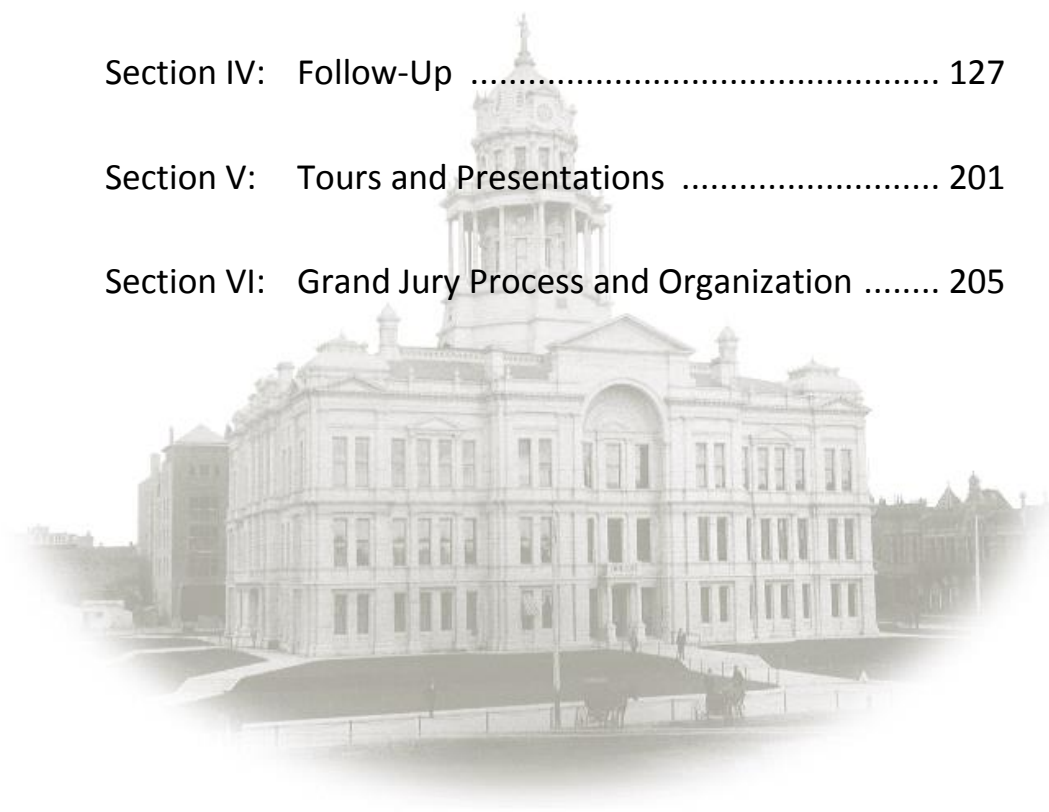 Section IV: Follow-Up ................................................. 127
Section V: Tours and Presentations ........................... 201
Section VI: Grand Jury Process and Organization ........ 205